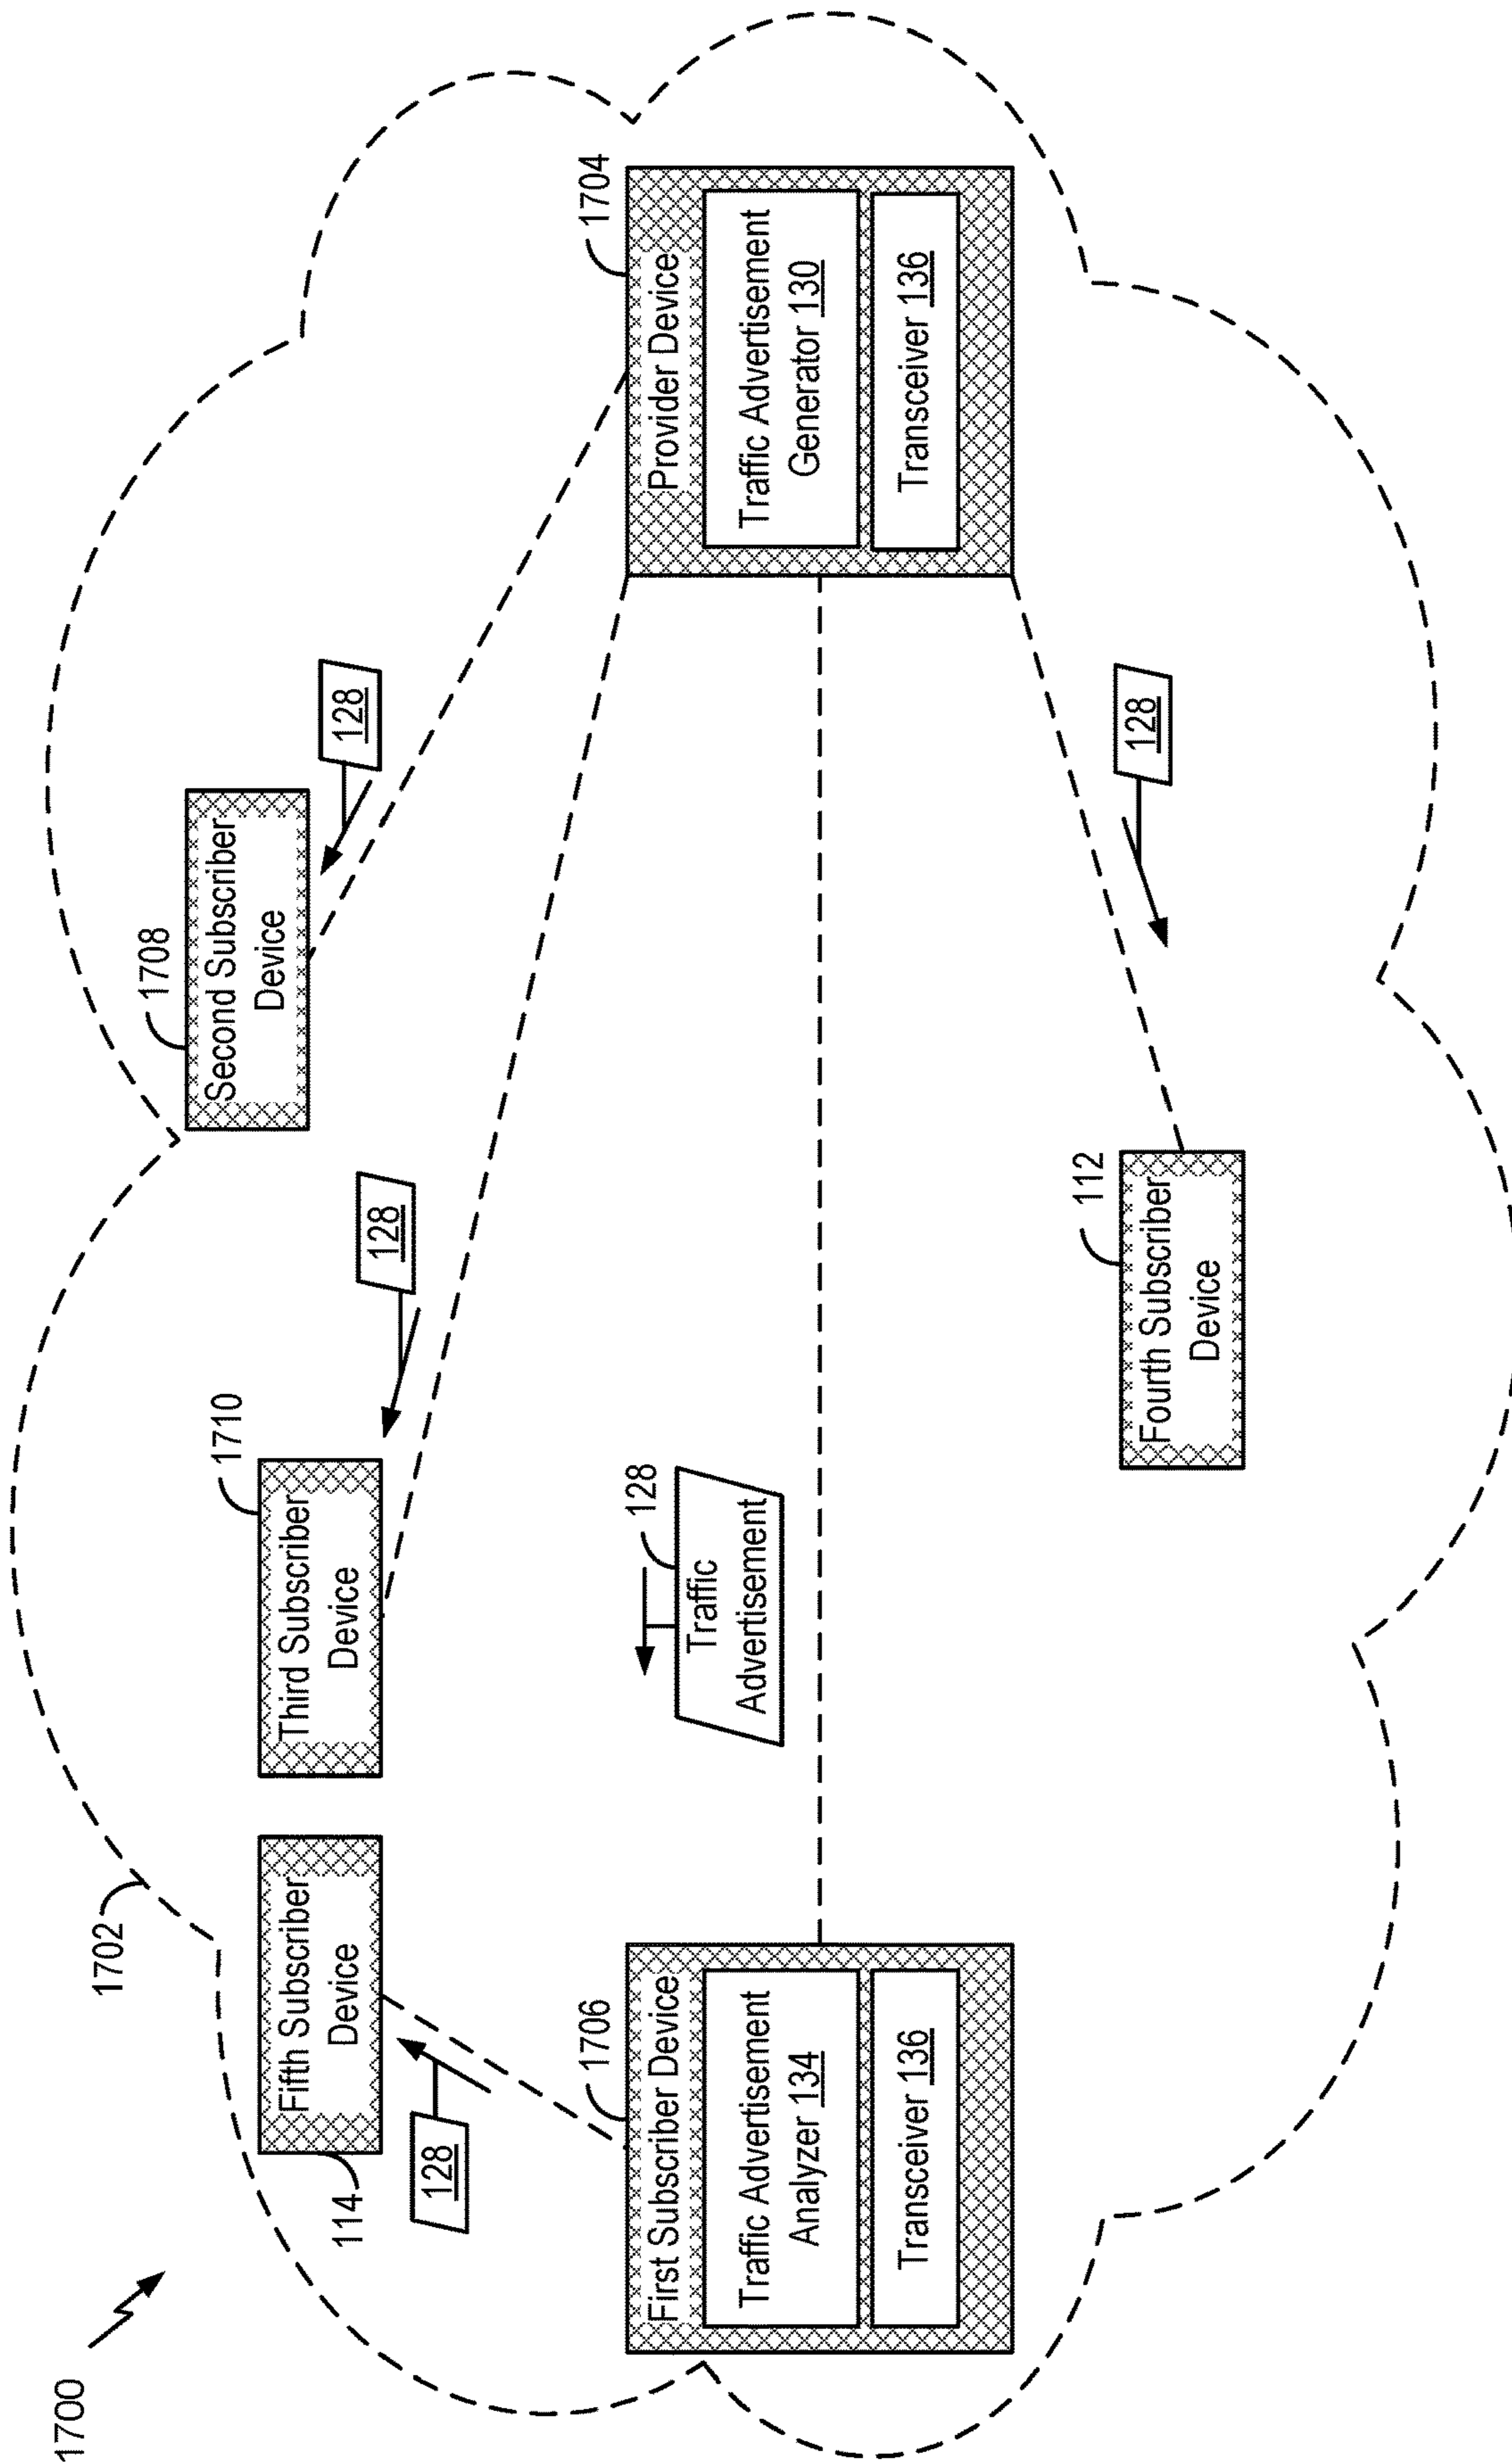 1700
1702
114
Fifth Subscriber
Device
128
1710
Third Subscriber
Device
128
1708
Second Subscriber
Device
128
1706
First Subscriber Device
Traffic Advertisement
Analyzer 134
Transceiver 136
128
Traffic
Advertisement
1704
Provider Device
Traffic Advertisement
Generator 130
Transceiver 136
112
Fourth Subscriber
Device
128